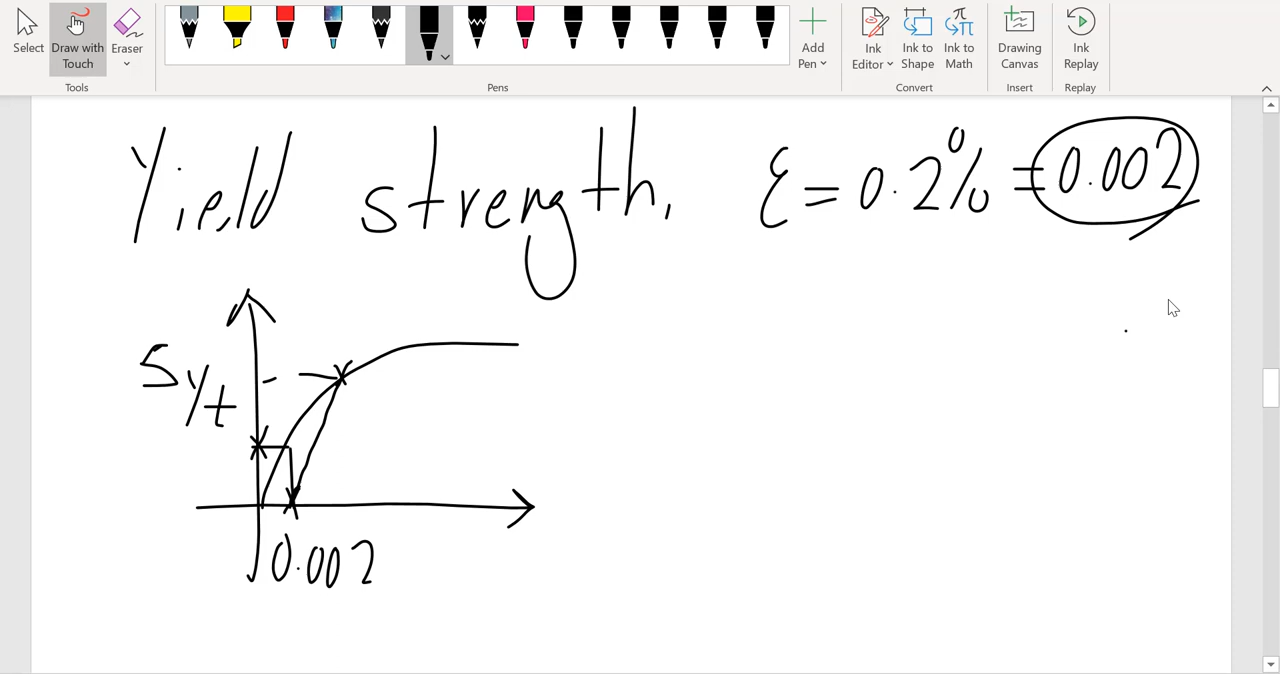 Select
Draw with Touch
Eraser
Tools
Pens
Add Pen
Ink Editor
Ink to Shape
Ink to Math
Convert
Drawing Canvas
Insert
Ink Replay
Replay
Yield strength, ε = 0.2% = 0.002
Syt
0.002